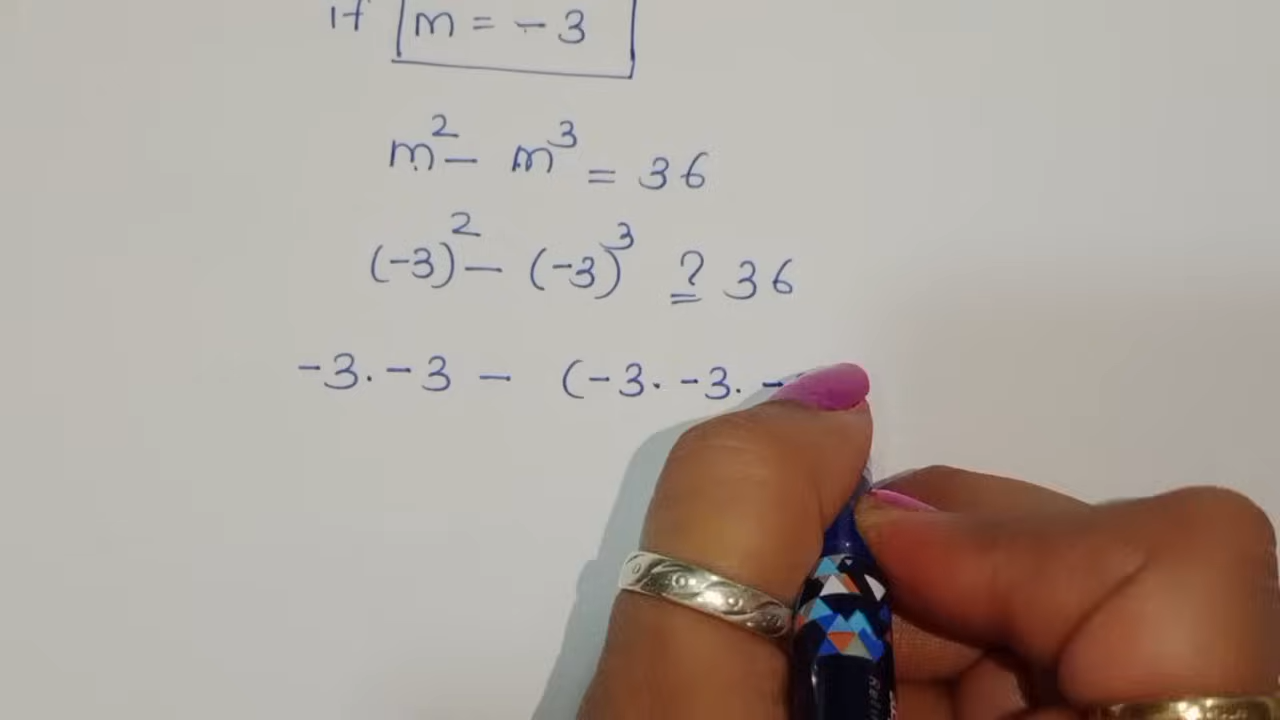 if m = -3
m² - m³ = 36
(-3)² - (-3)³ ≟ 36
-3. -3 - (-3. -3. -